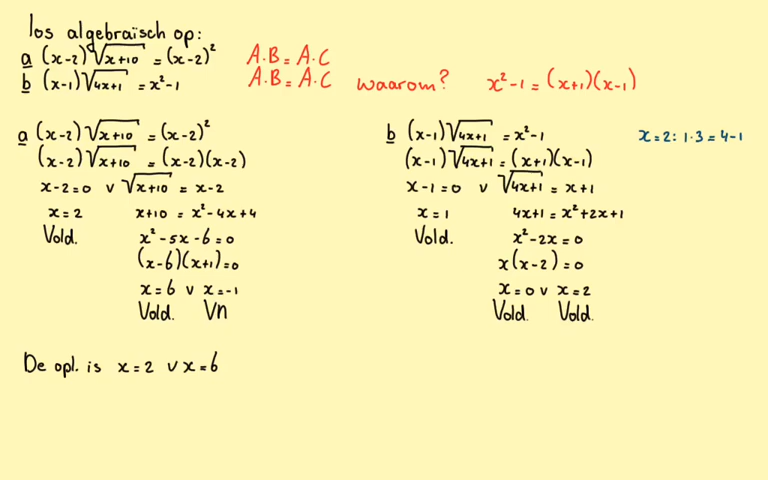 los algebraïsch op:
a (x-2)√(x+10) = (x-2)² A.B = A.C
b (x-1)√(4x+1) = x²-1 A.B = A.C waarom? x²-1 = (x+1)(x-1)
a (x-2)√(x+10) = (x-2)²
(x-2)√(x+10) = (x-2)(x-2)
x-2=0 v √(x+10) = x-2
x=2 x+10 = x²-4x+4
Vold. x²-5x-6=0
(x-6)(x+1)=0
x=6 v x=-1
Vold. Vn
De opl. is x=2 v x=6
b (x-1)√(4x+1) = x²-1 x=2: 1·3=4-1
(x-1)√(4x+1) = (x+1)(x-1)
x-1=0 v √(4x+1) = x+1
x=1 4x+1 = x²+2x+1
Vold. x²-2x=0
x(x-2)=0
x=0 v x=2
Vold. Vold.